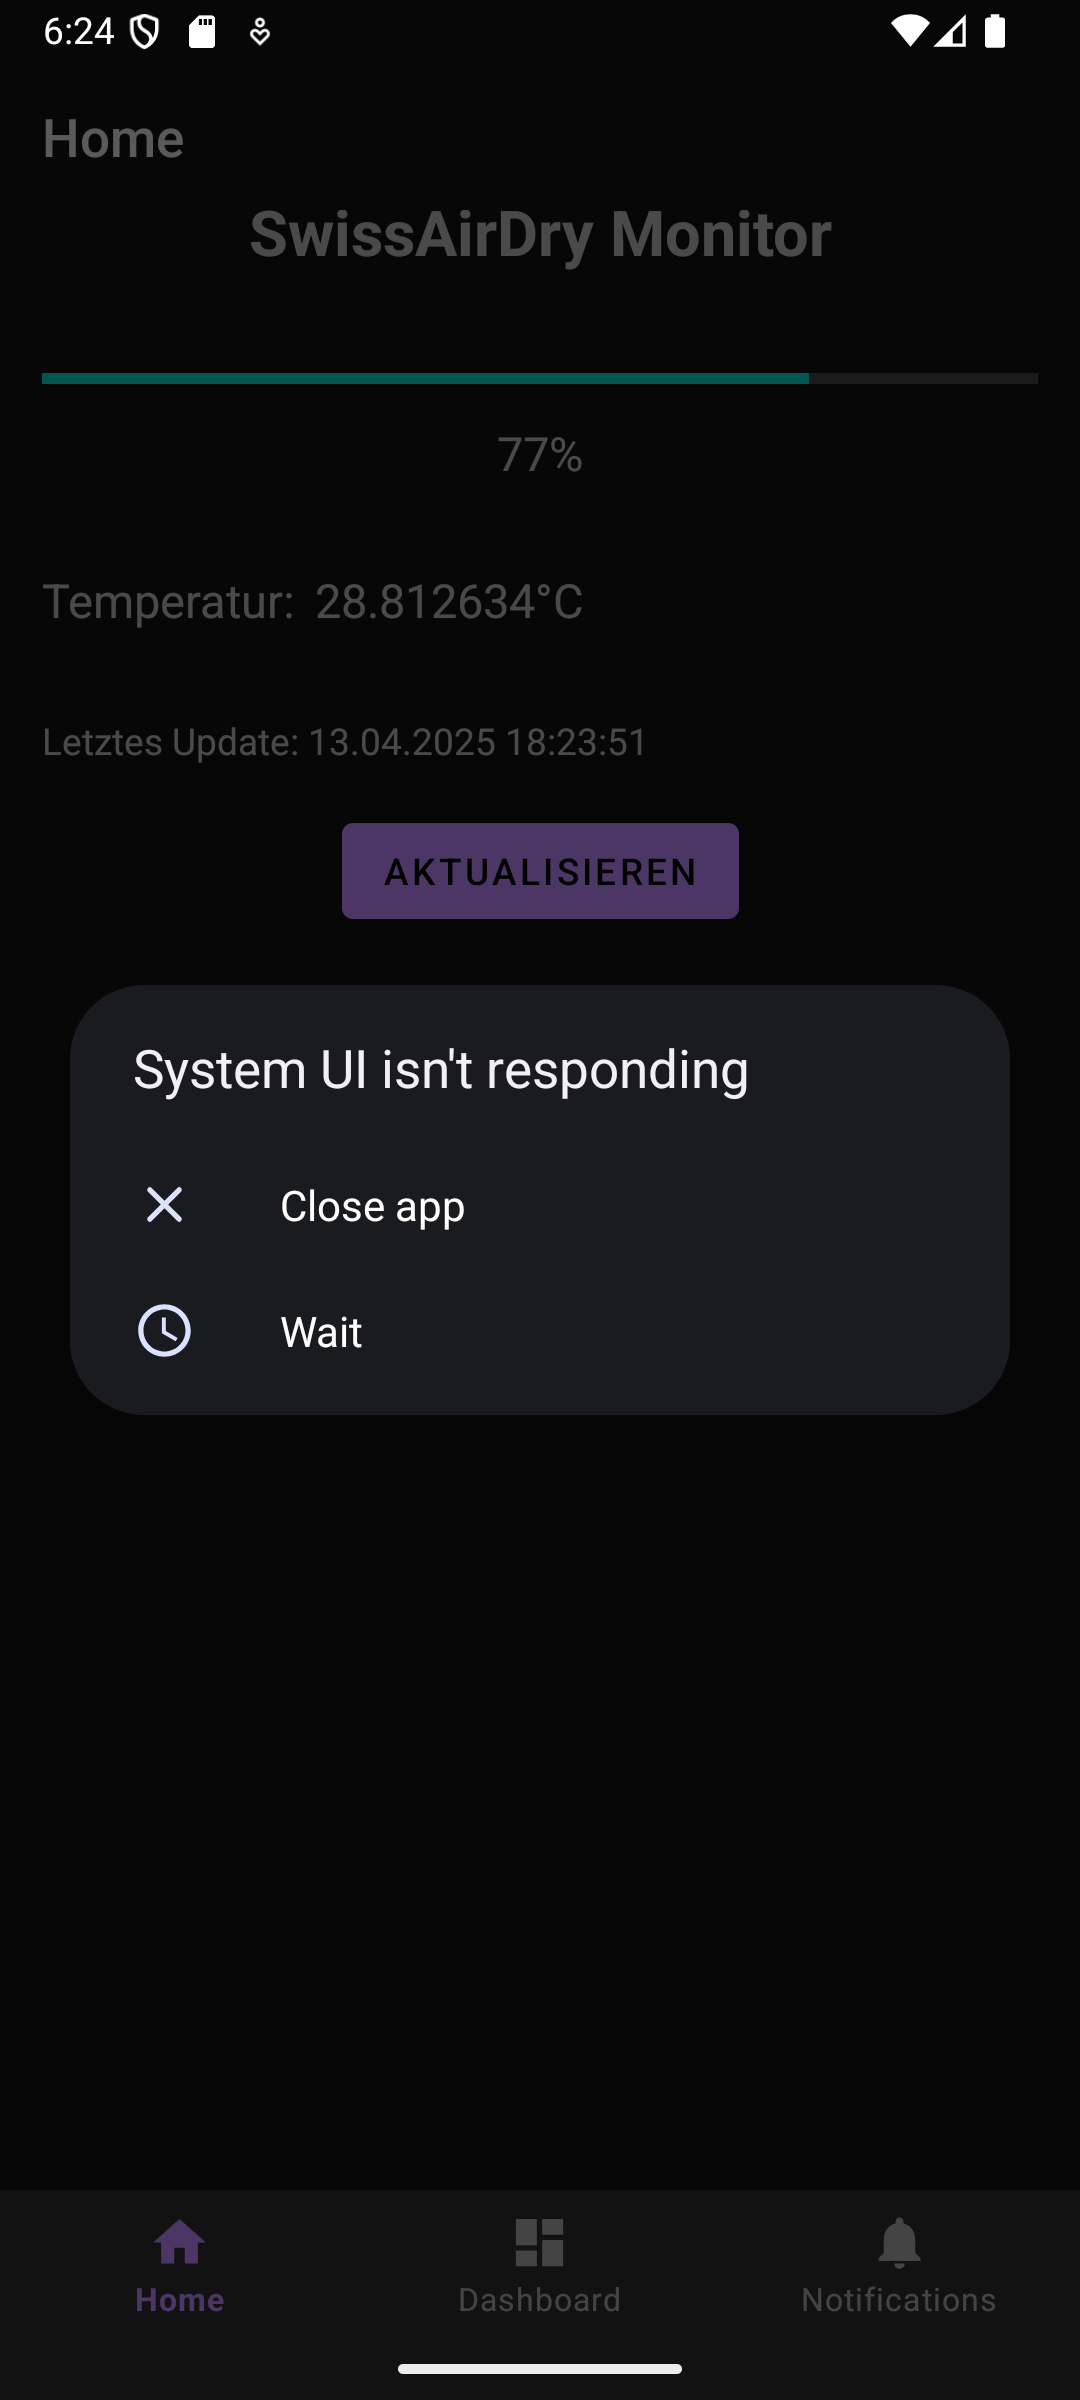 6:24
Home
SwissAirDry Monitor
77%
Temperatur: 28.812634°C
Letztes Update: 13.04.2025 18:23:51
AKTUALISIEREN
System UI isn't responding
Close app
Wait
Home Dashboard Notifications